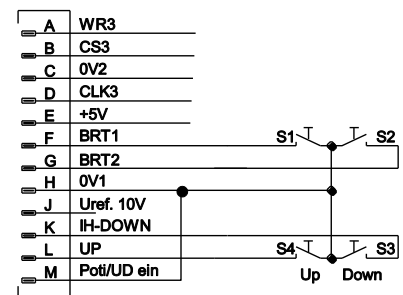 A WR3
B CS3
C 0V2
D CLK3
E +5V
F BRT1 S1 S2
G BRT2
H 0V1
J Uref. 10V
K IH-DOWN
L UP S4 S3
M Poti/UD ein Up Down